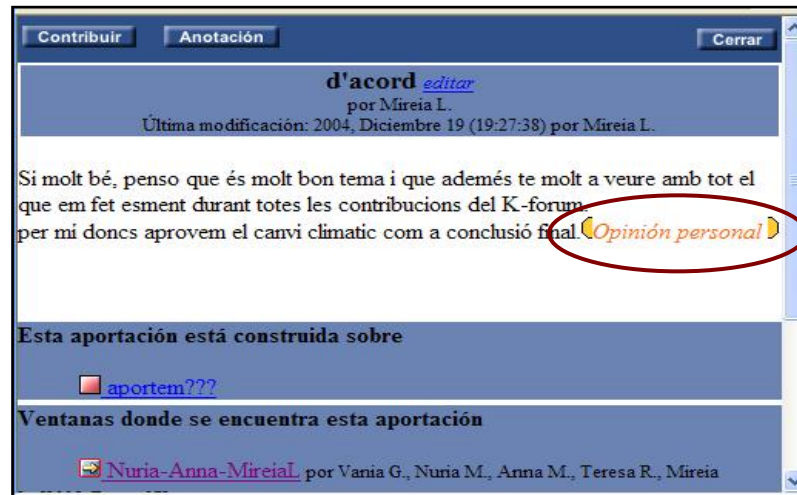 Contribuir Anotación Cerrar
d'acord editar
por Mireia L.
Última modificación: 2004, Diciembre 19 (19:27:38) por Mireia L.
Si molt bé, penso que és molt bon tema i que además te molt a veure amb tot el
que em fet esment durant totes les contribucions del K-forum.
per mi doncs aprovem el canvi climatic com a conclusió final. Opinión personal
Esta aportación está construida sobre
aportem???
Ventanas donde se encuentra esta aportación
Nuria-Anna-MireiaL por Vania G., Nuria M., Anna M., Teresa R., Mireia